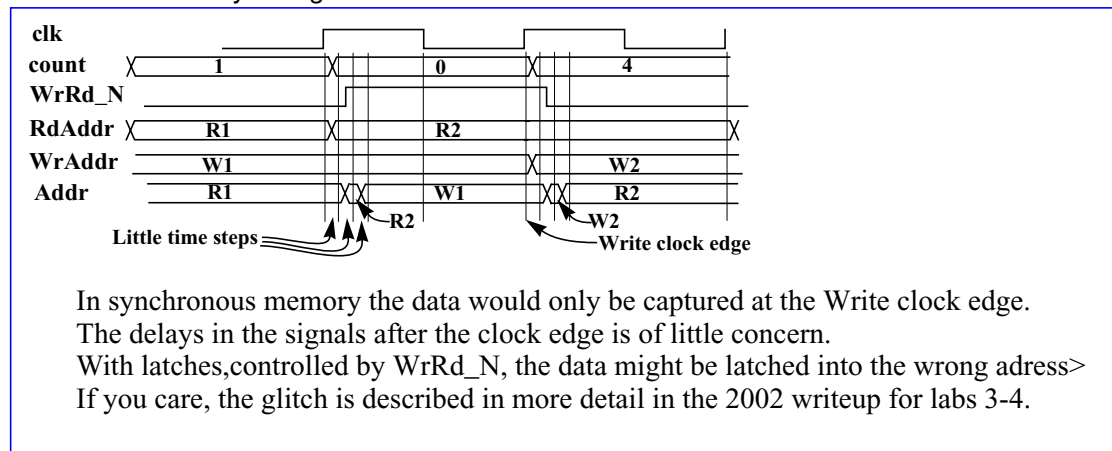 clk
count 1 0 4
WrRd_N
RdAddr R1 R2
WrAddr W1 W2
Addr R1 W1 R2
R2 W2
Little time steps Write clock edge
In synchronous memory the data would only be captured at the Write clock edge.
The delays in the signals after the clock edge is of little concern.
With latches,controlled by WrRd_N, the data might be latched into the wrong adress>
If you care, the glitch is described in more detail in the 2002 writeup for labs 3-4.